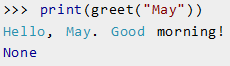 >>> print(greet("May"))
Hello, May. Good morning!
None